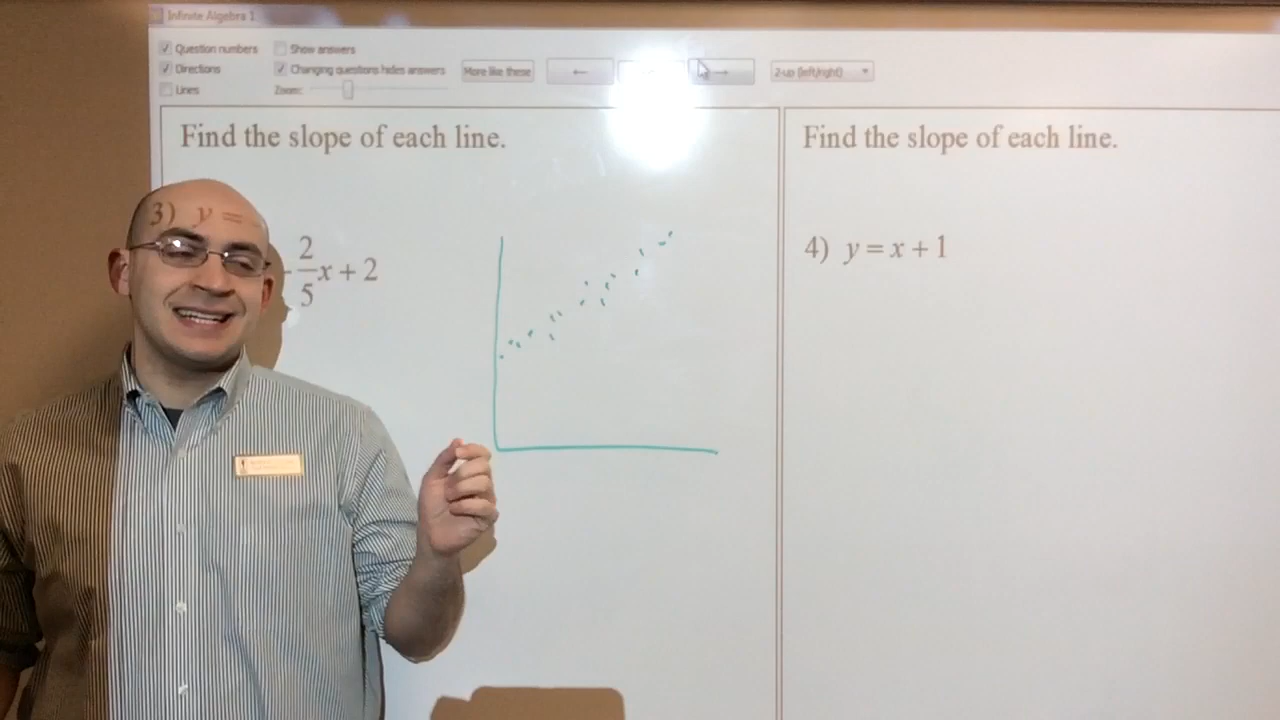 Infinite Algebra 1
Question numbers Show answers
Directions Changing questions hides answers More like these ← → 2-up (left/right)
Lines Zoom:
Find the slope of each line. Find the slope of each line.
3) y = -2/5x + 2
4) y = x + 1